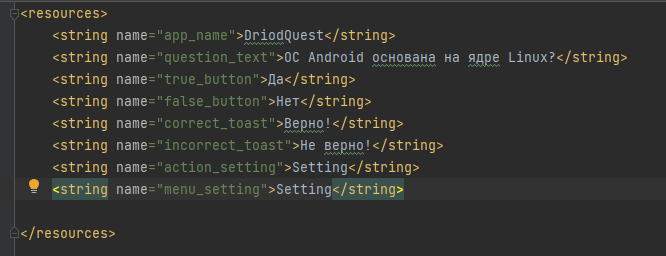 <resources>
<string name="app_name">DriodQuest</string>
<string name="question_text">ОС Android основана на ядре Linux?</string>
<string name="true_button">Да</string>
<string name="false_button">Нет</string>
<string name="correct_toast">Верно!</string>
<string name="incorrect_toast">Не верно!</string>
<string name="action_setting">Setting</string>
<string name="menu_setting">Setting</string>
</resources>